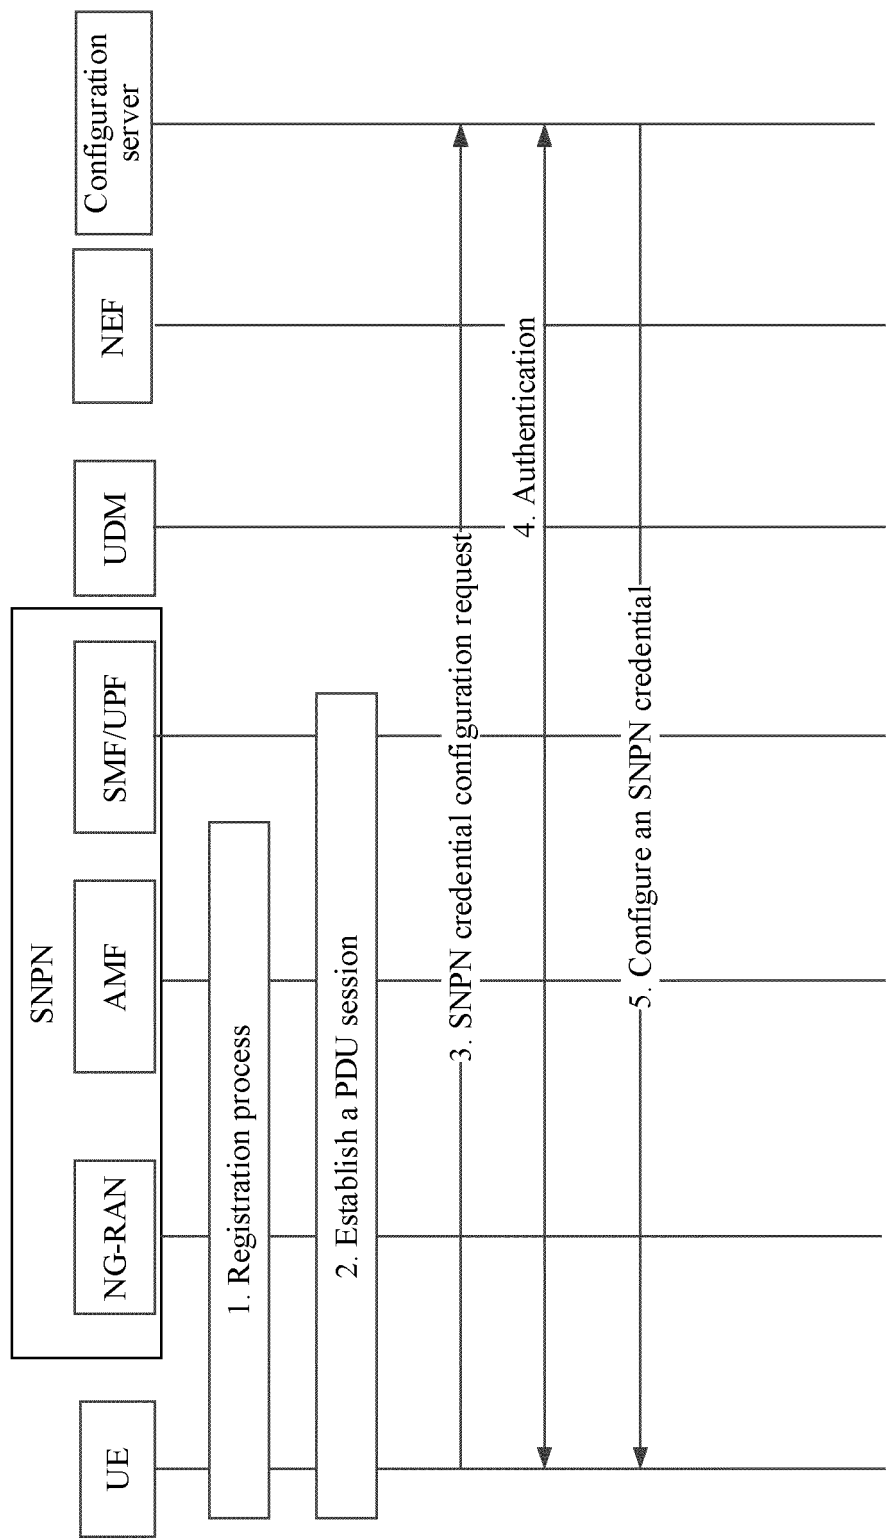 SNPN
UE
NG-RAN
AMF
SMF/UPF
UDM
NEF
Configuration
server
1. Registration process
2. Establish a PDU session
3. SNPN credential configuration request
4. Authentication
5. Configure an SNPN credential